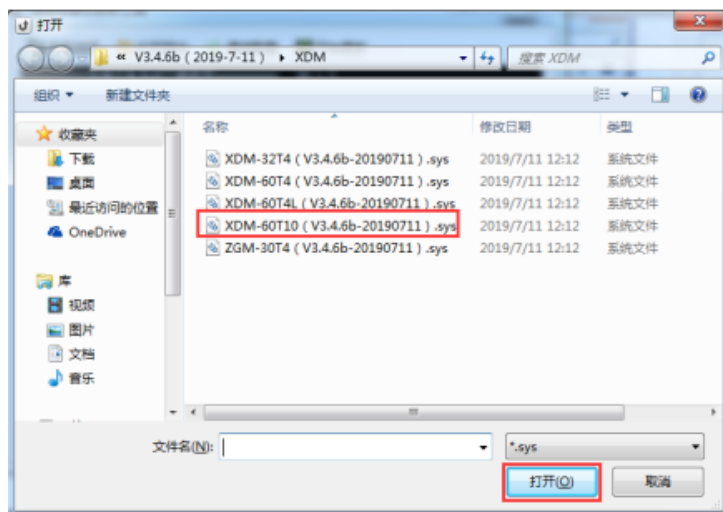 打开
« V3.4.6b ( 2019-7-11 ) ▸ XDM
搜索 XDM
组织 新建文件夹
收藏夹
下载
桌面
最近访问的位置
OneDrive
库
视频
图片
文档
音乐
名称 修改日期 类型
XDM-32T4 ( V3.4.6b-20190711 ) .sys 2019/7/11 12:12 系统文件
XDM-60T4 ( V3.4.6b-20190711 ) .sys 2019/7/11 12:12 系统文件
XDM-60T4L ( V3.4.6b-20190711 ) .sys 2019/7/11 12:12 系统文件
XDM-60T10 ( V3.4.6b-20190711 ) .sys 2019/7/11 12:12 系统文件
ZGM-30T4 ( V3.4.6b-20190711 ) .sys 2019/7/11 12:12 系统文件
文件名(N): *.sys
打开(O) 取消